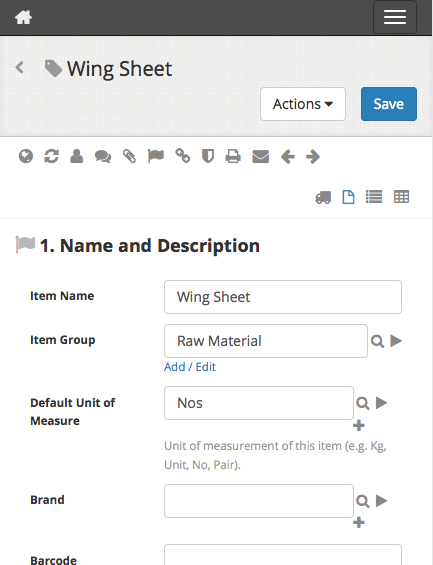 Wing Sheet
Actions
Save
1. Name and Description
Item Name
Wing Sheet
Item Group
Raw Material
Add / Edit
Default Unit of
Measure
Nos
Unit of measurement of this item (e.g. Kg,
Unit, No, Pair).
Brand
Barcode